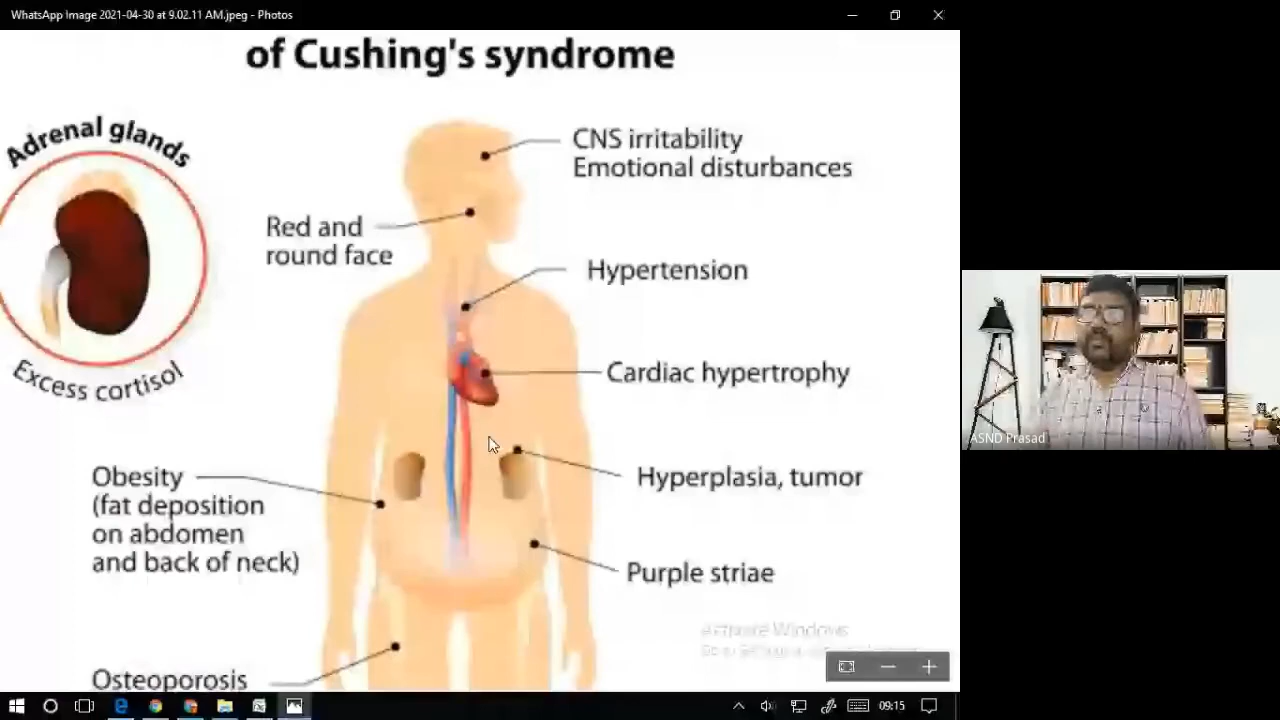 WhatsApp Image 2021-04-30 at 9.02.11 AM.jpeg - Photos
of Cushing's syndrome
Adrenal glands
Excess cortisol
CNS irritability
Emotional disturbances
Red and
round face
Hypertension
Cardiac hypertrophy
Obesity
(fat deposition
on abdomen
and back of neck)
Hyperplasia, tumor
Purple striae
Osteoporosis
Activate Windows
ASND Prasad
09:15